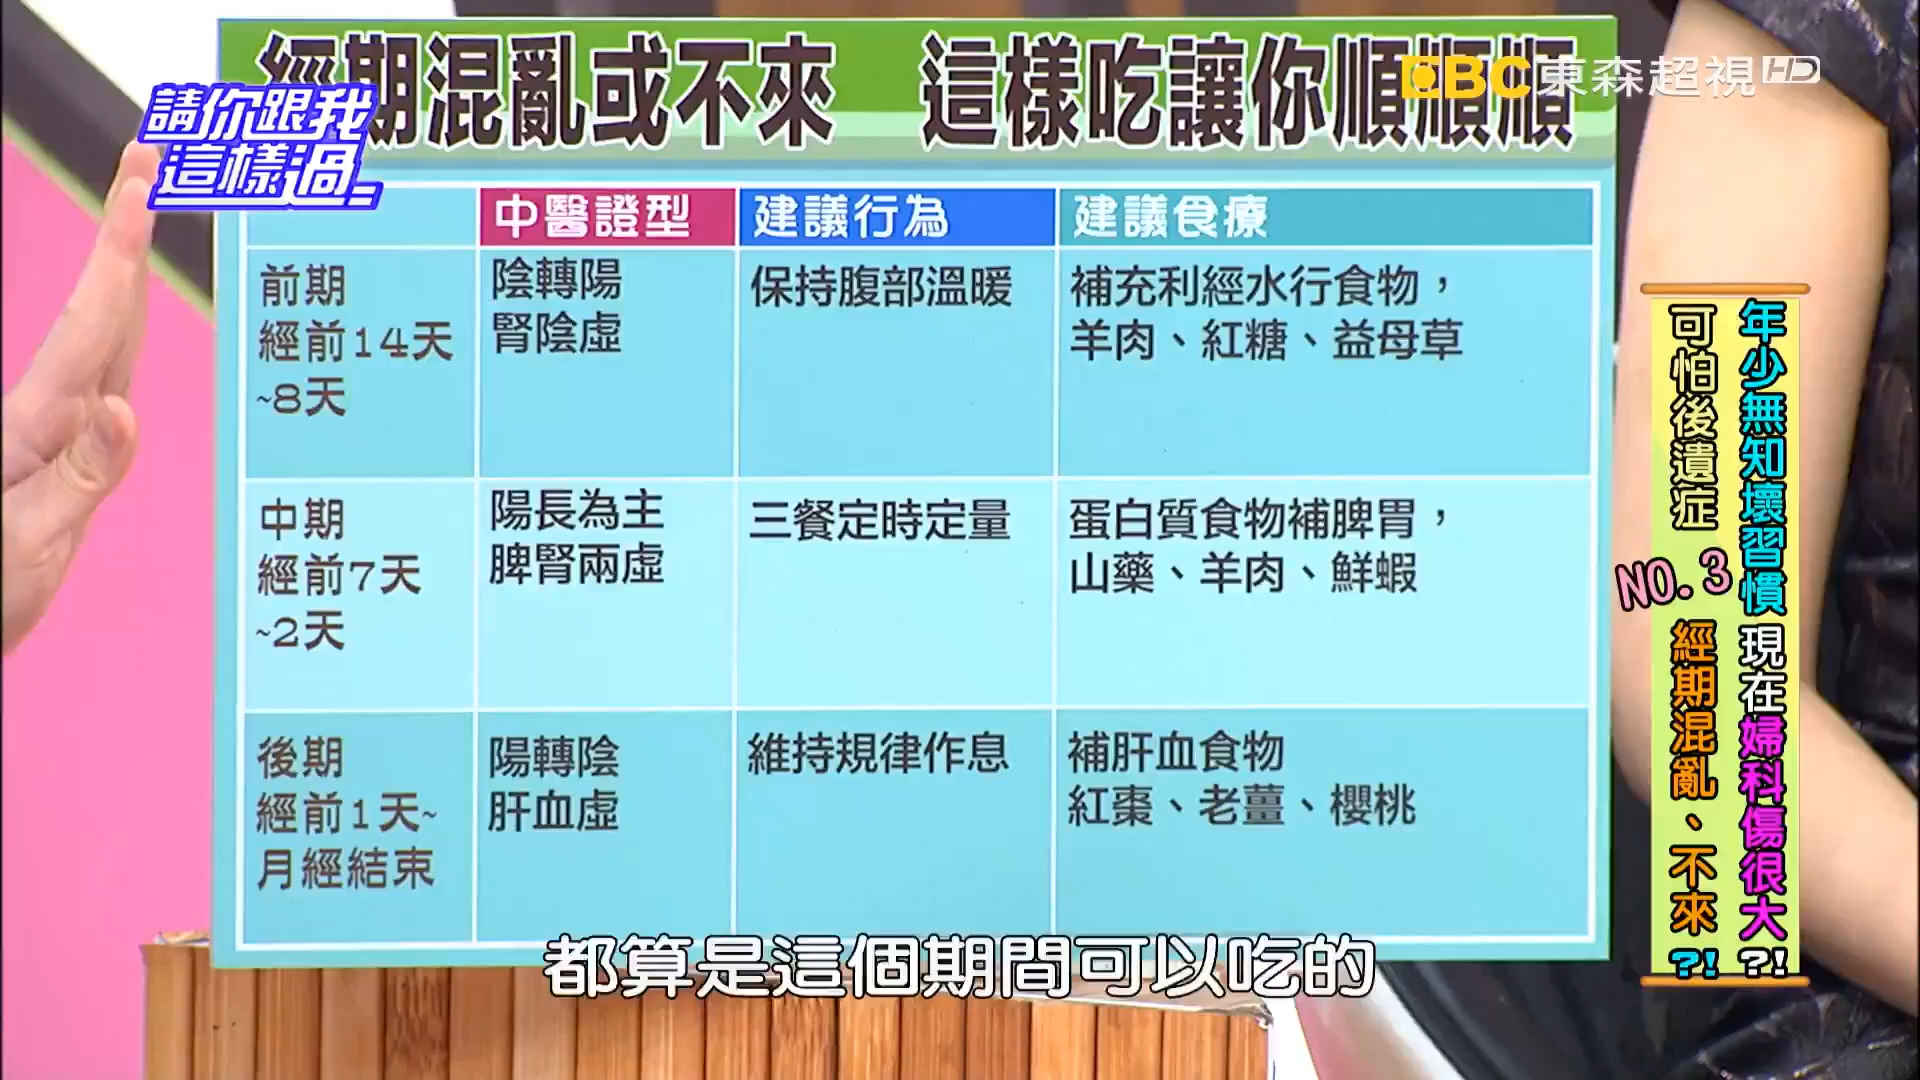 經期混亂或不來 這樣吃讓你順順順
EBC東森超視HD
請你跟我
這樣過
中醫證型
建議行為
建議食療
前期
經前14天
~8天
陰轉陽
腎陰虛
保持腹部溫暖
補充利經水行食物，
羊肉、紅糖、益母草
中期
經前7天
~2天
陽長為主
脾腎兩虛
三餐定時定量
蛋白質食物補脾胃，
山藥、羊肉、鮮蝦
後期
經前1天~
月經結束
陽轉陰
肝血虛
維持規律作息
補肝血食物
紅棗、老薑、櫻桃
年少無知壞習慣 現在婦科傷很大?!
可怕後遺症 NO.3 經期混亂、不來?!
都算是這個期間可以吃的